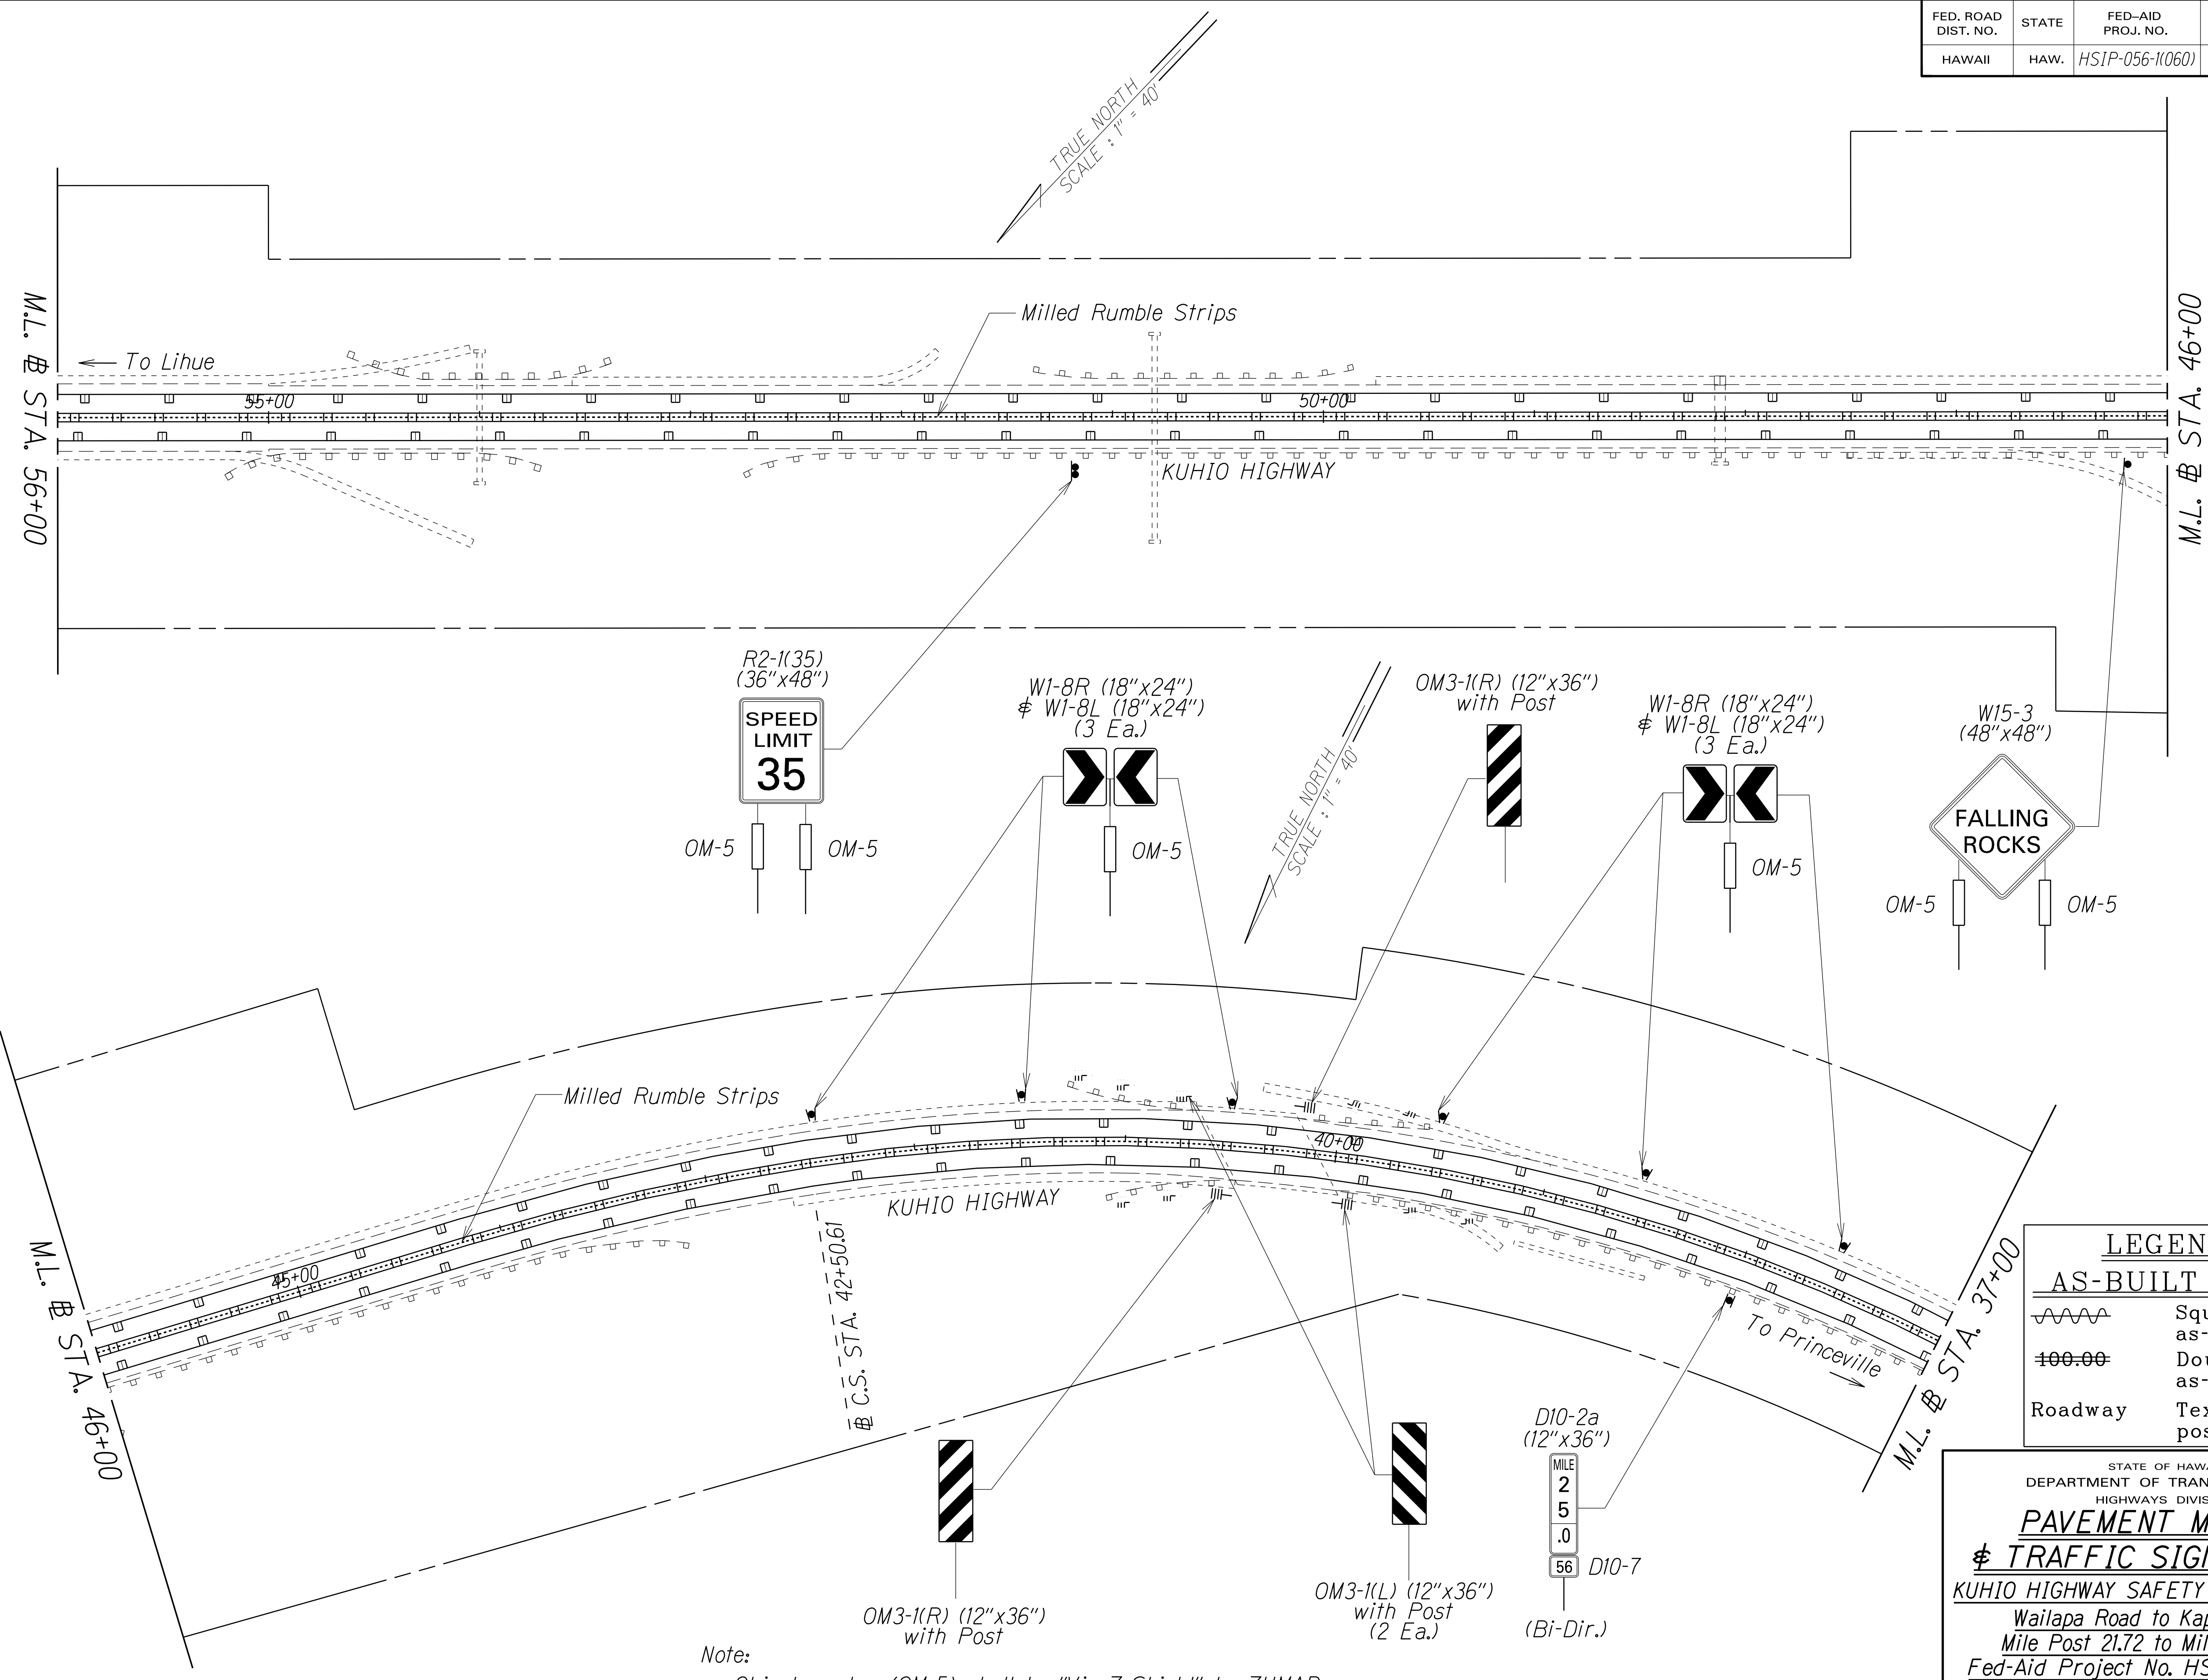 FED. ROAD
DIST. NO.
STATE
FED–AID
PROJ. NO.
HAWAII
HAW.
HSIP-056-1(060)
TRUE NORTH
SCALE : 1" = 40'
M.L. ⅊ STA. 56+00
M.L. ⅊ STA. 46+00
Milled Rumble Strips
To Lihue
55+00
50+00
KUHIO HIGHWAY
R2-1(35)
(36"x48")
SPEED
LIMIT
35
OM-5
OM-5
W1-8R (18"x24")
& W1-8L (18"x24")
(3 Ea.)
OM-5
TRUE NORTH
SCALE : 1" = 40'
OM3-1(R) (12"x36")
with Post
W1-8R (18"x24")
& W1-8L (18"x24")
(3 Ea.)
OM-5
W15-3
(48"x48")
FALLING
ROCKS
OM-5
OM-5
Milled Rumble Strips
45+00
40+00
KUHIO HIGHWAY
M.L. ⅊ STA. 46+00
⅊ C.S. STA. 42+50.61
To Princeville
M.L. ⅊ STA. 37+00
OM3-1(R) (12"x36")
with Post
OM3-1(L) (12"x36")
with Post
(2 Ea.)
D10-2a
(12"x36")
MILE
2
5
.0
56
D10-7
(Bi-Dir.)
Note:
AS-BUILT
100.00
Roadway
STATE OF
DEPARTMENT OF
HIGHWAYS
PAVEMENT
& TRAFFIC
KUHIO HIGHWAY SAFETY
Wailapa Road to
Mile Post 21.72 to
Fed-Aid Project No.